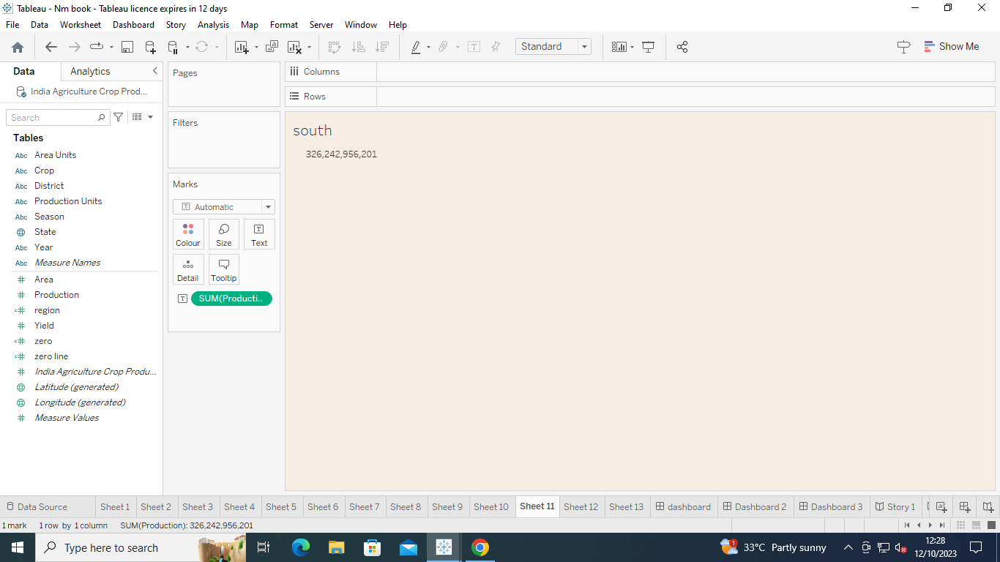 Tableau - Nm book - Tableau licence expires in 12 days
File Data Worksheet Dashboard Story Analysis Map Format Server Window Help
Standard
Show Me
Data Analytics
India Agriculture Crop Prod...
Search
Tables
Abc Area Units
Abc Crop
Abc District
Abc Production Units
Abc Season
State
Abc Year
Abc Measure Names
Area
Production
region
Yield
zero
zero line
India Agriculture Crop Produ...
Latitude (generated)
Longitude (generated)
Measure Values
Pages
Filters
Marks
Automatic
Colour Size Text
Detail Tooltip
SUM(Producti..
Columns
Rows
south
326,242,956,201
Data Source Sheet 1 Sheet 2 Sheet 3 Sheet 4 Sheet 5 Sheet 6 Sheet 7 Sheet 8 Sheet 9 Sheet 10 Sheet 11 Sheet 12 Sheet 13 dashboard Dashboard 2 Dashboard 3 Story 1
1 mark 1 row by 1 column SUM(Production): 326,242,956,201
Type here to search
1
33°C Partly sunny
12:28
12/10/2023